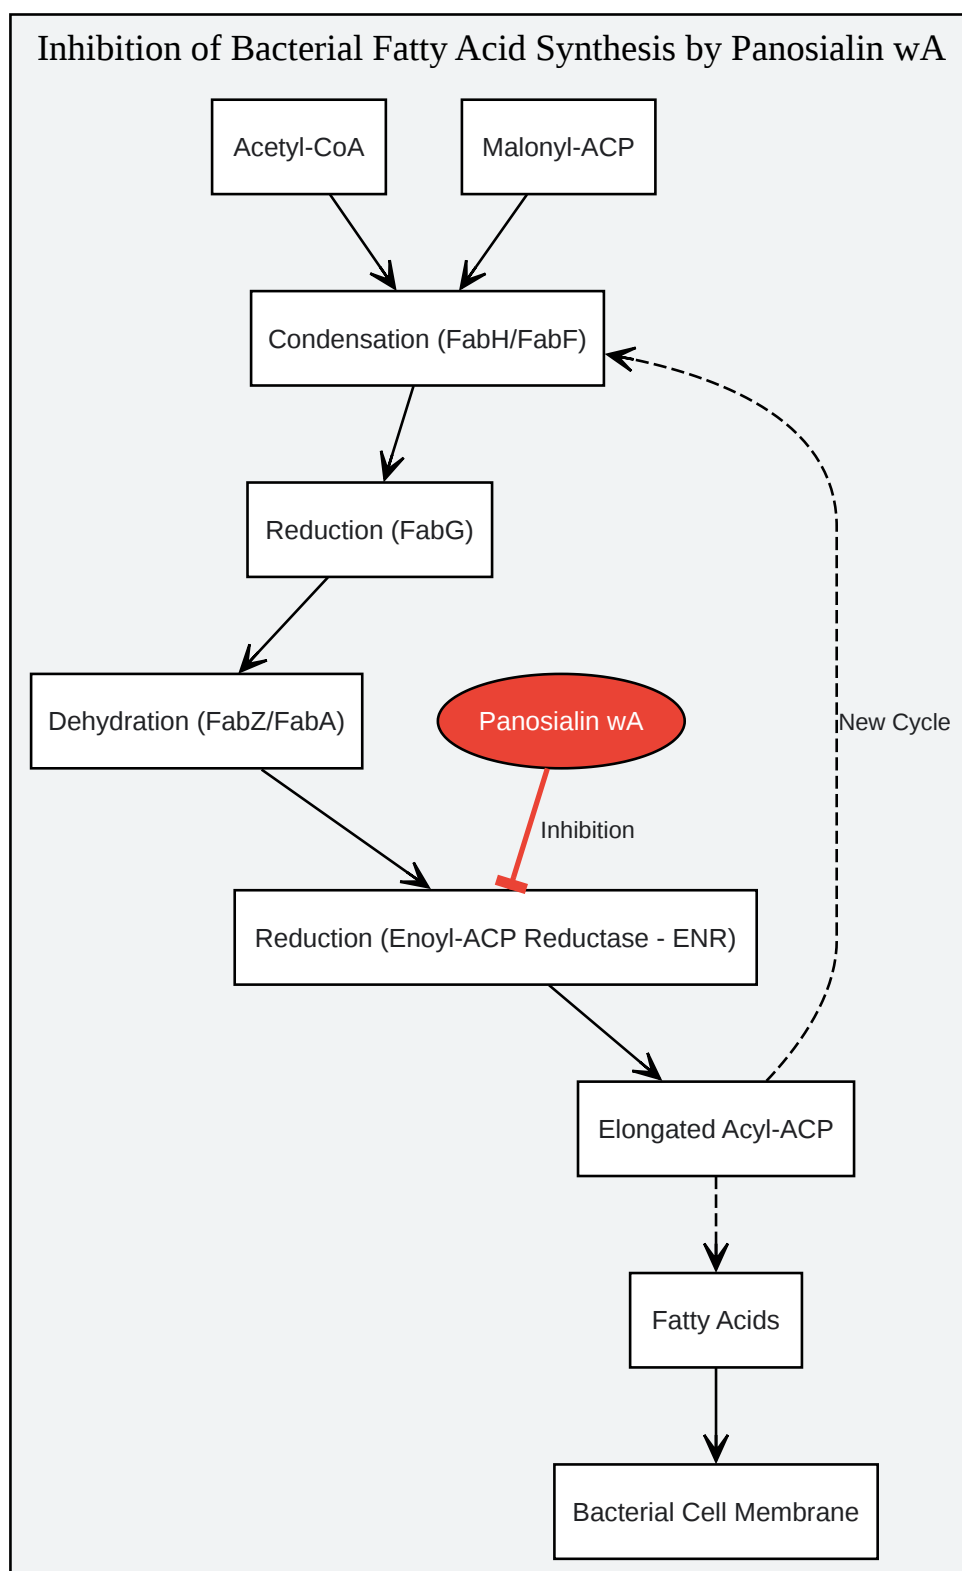 Inhibition of Bacterial Fatty Acid Synthesis by Panosialin wA
Acetyl-CoA
Malonyl-ACP
Condensation (FabH/FabF)
Reduction (FabG)
Dehydration (FabZ/FabA)
Panosialin wA
New Cycle
Inhibition
Reduction (Enoyl-ACP Reductase - ENR)
Elongated Acyl-ACP
Fatty Acids
Bacterial Cell Membrane